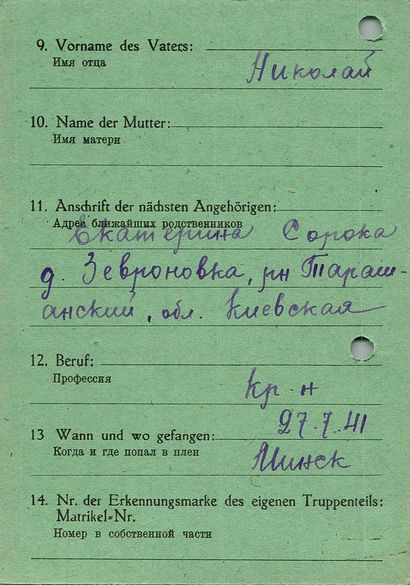 9. Vorname des Vaters:
Имя отца
Николай
10. Name der Mutter:
Имя матери
11. Anschrift der nächsten Angehörigen:
Адрес ближайших родственников
Екатерина Сорока
д. Зевроновка, рн Тараш-
анский, обл. Киевская
12. Beruf:
Профессия
кр-н
27.7.41
13 Wann und wo gefangen:
Когда и где попал в плен
Минск
14. Nr. der Erkennungsmarke des eigenen Truppenteils:
Matrikel-Nr.
Номер в собственной части